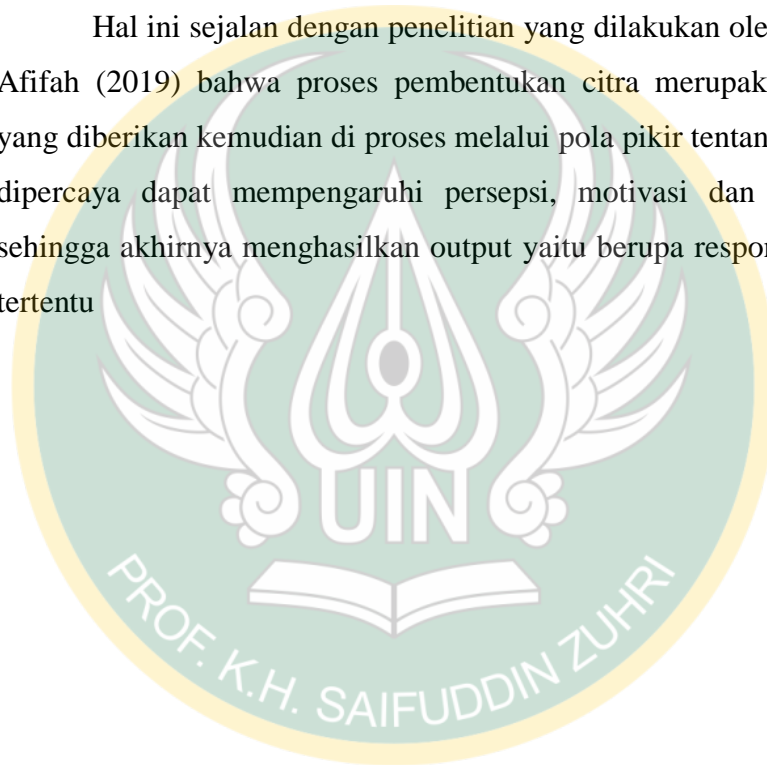 Hal ini sejalan dengan penelitian yang dilakukan ole
Afifah (2019) bahwa proses pembentukan citra merupak
yang diberikan kemudian di proses melalui pola pikir tentan
dipercaya dapat mempengaruhi persepsi, motivasi dan
sehingga akhirnya menghasilkan output yaitu berupa respon
tertentu
UIN
PROF. K.H. SAIFUDDIN ZUHRI